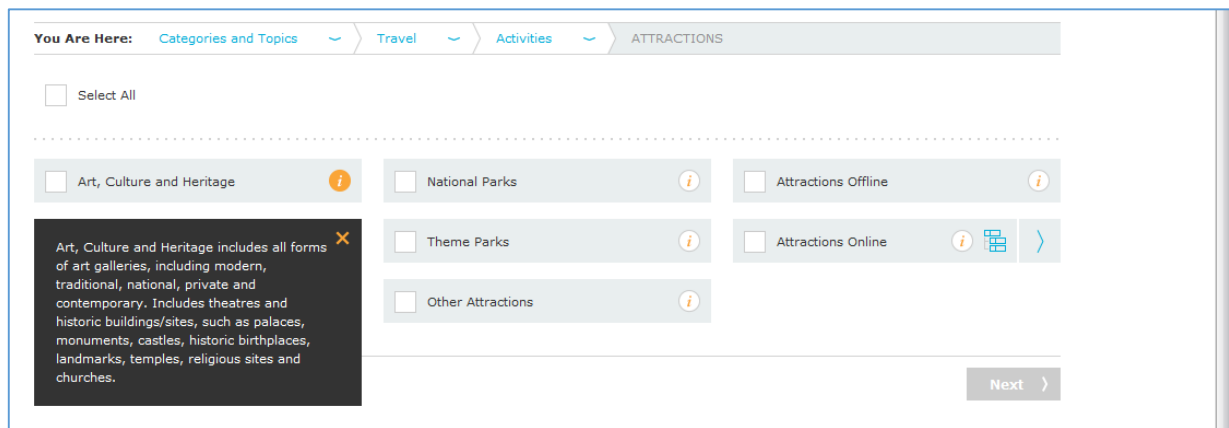 You Are Here: Categories and Topics Travel Activities ATTRACTIONS
Select All
Art, Culture and Heritage i National Parks i Attractions Offline i
Art, Culture and Heritage includes all forms
of art galleries, including modern,
traditional, national, private and
contemporary. Includes theatres and
historic buildings/sites, such as palaces,
monuments, castles, historic birthplaces,
landmarks, temples, religious sites and
churches.
Theme Parks i Attractions Online i
Other Attractions i
Next